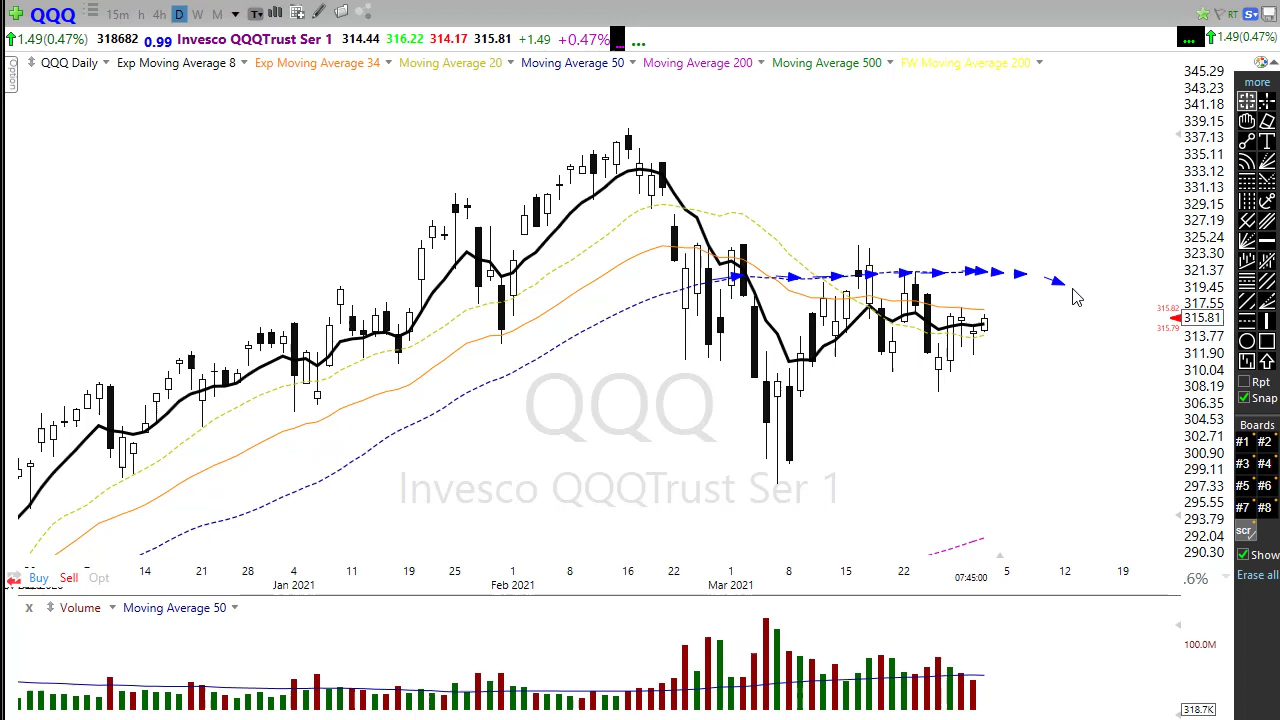 QQQ 15m h 4h D W M T RT S
1.49(0.47%) 318682 0.99 Invesco QQQTrust Ser 1 314.44 316.22 314.17 315.81 +1.49 +0.47% ... ... 1.49(0.47%)
Option
QQQ Daily Exp Moving Average 8 Exp Moving Average 34 Moving Average 20 Moving Average 50 Moving Average 200 Moving Average 500 FW Moving Average 200
345.29
343.23
341.18
339.15
337.13
335.11
333.12
331.13
329.15
327.19
325.24
323.30
321.37
319.45
317.55
315.82
315.81
315.79
313.77
311.90
310.04
308.19
306.35
304.53
302.71
300.90
299.11
297.33
295.55
293.79
292.04
290.30
more
Rpt
Snap
Boards
#1 #2
#3 #4
#5 #6
#7 #8
scr
Show
Erase all
QQQ
Invesco QQQTrust Ser 1
14 21 28 4 11 19 25 1 8 16 22 1 8 15 22 07:45:00 5 12 19
Jan 2021 Feb 2021 Mar 2021
Buy Sell Opt
.6%
X Volume Moving Average 50
100.0M
318.7K